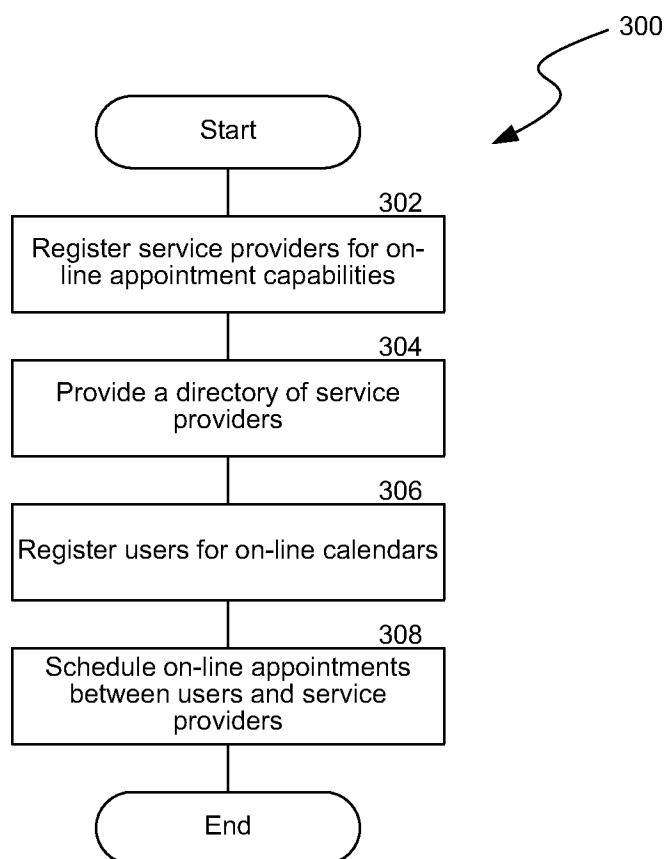 300
Start
302
Register service providers for on-
line appointment capabilities
304
Provide a directory of service
providers
306
Register users for on-line calendars
308
Schedule on-line appointments
between users and service
providers
End